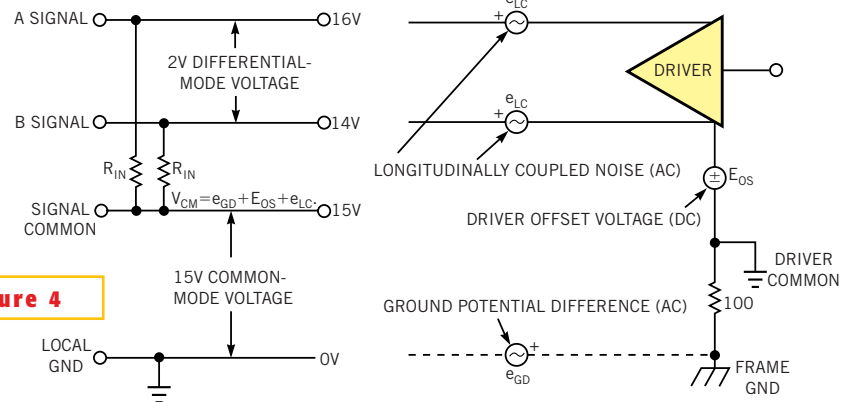 A SIGNAL
16V
2V DIFFERENTIAL-
MODE VOLTAGE
B SIGNAL
14V
R_IN
R_IN
V_CM=e_GD+E_OS+e_LC.
SIGNAL
COMMON
15V
15V COMMON-
MODE VOLTAGE
ure 4
LOCAL
GND
0V
e_LC
+
DRIVER
e_LC
+
LONGITUDINALLY COUPLED NOISE (AC)
±
E_OS
DRIVER OFFSET VOLTAGE (DC)
DRIVER
COMMON
100
GROUND POTENTIAL DIFFERENCE (AC)
+
e_GD
FRAME
GND